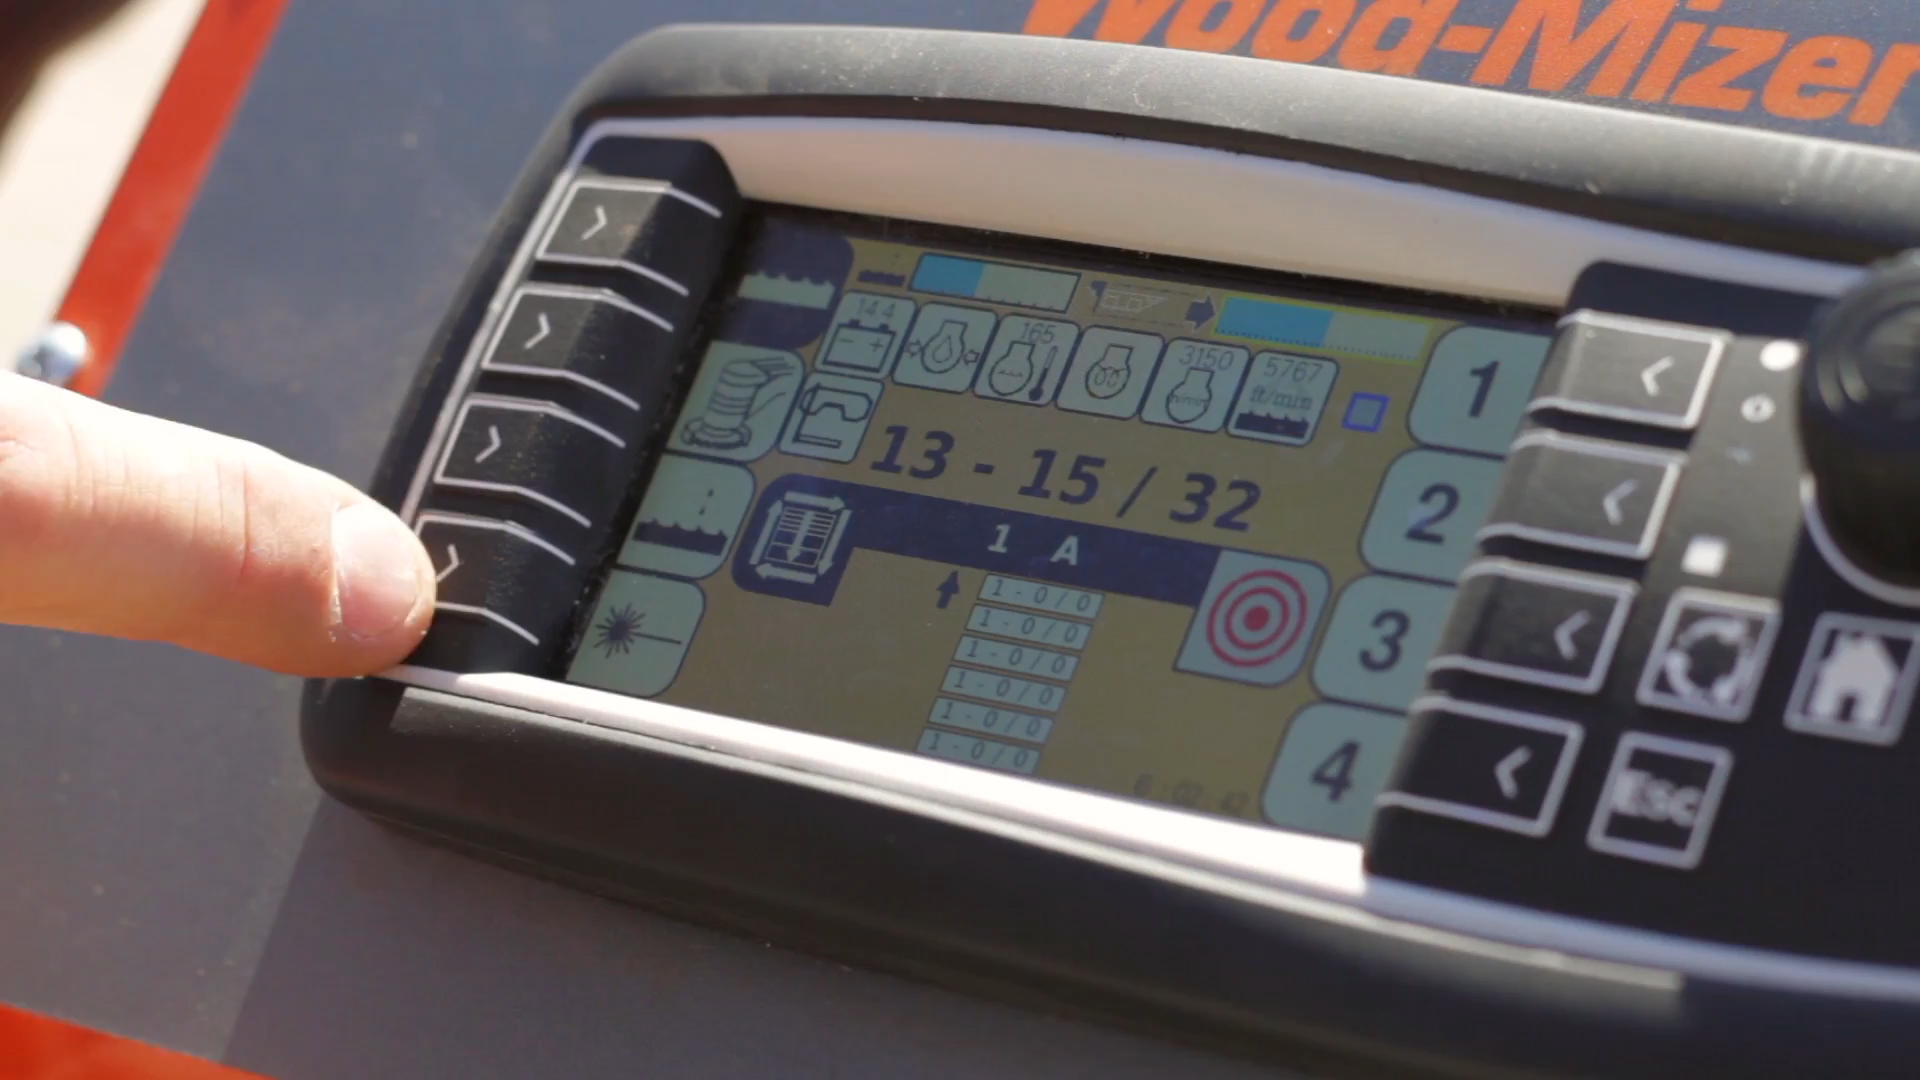 Wood-Mizer
144
165
3150
5767
ft/min
13 - 15 / 32
1 A
1 - 0 / 0
1 - 0 / 0
1 - 0 / 0
1 - 0 / 0
1 - 0 / 0
1 - 0 / 0
1
2
3
4
ESC